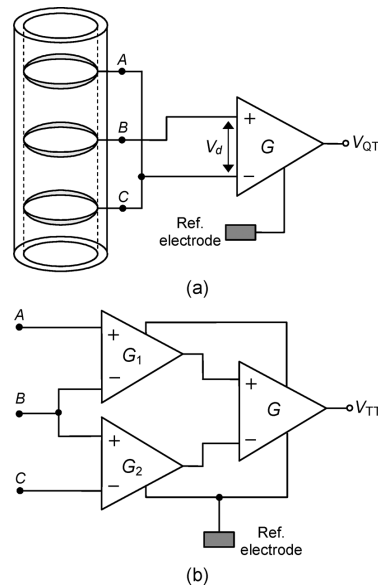 A
B
C
+
−
V_d
G
V_QT
Ref.
electrode
(a)
A
B
C
+
−
G_1
+
−
G_2
+
−
G
V_TT
Ref.
electrode
(b)